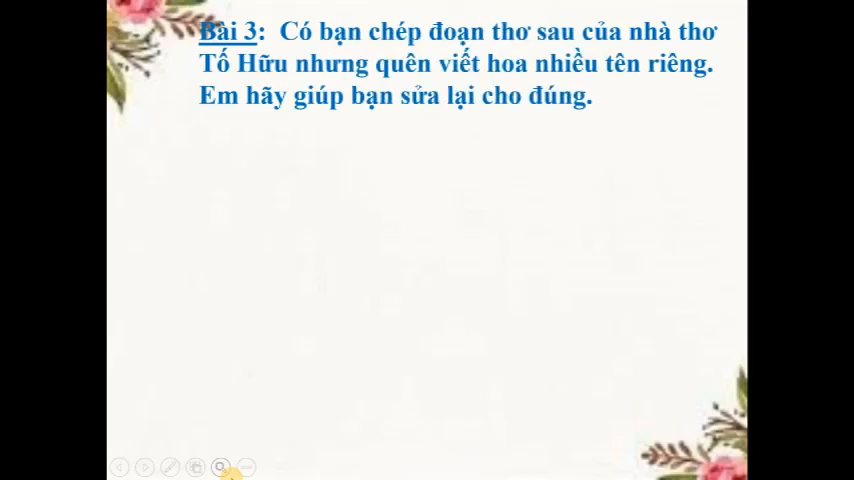 Bài 3:  Có bạn chép đoạn thơ sau của nhà thơ
Tố Hữu nhưng quên viết hoa nhiều tên riêng.
Em hãy giúp bạn sửa lại cho đúng.